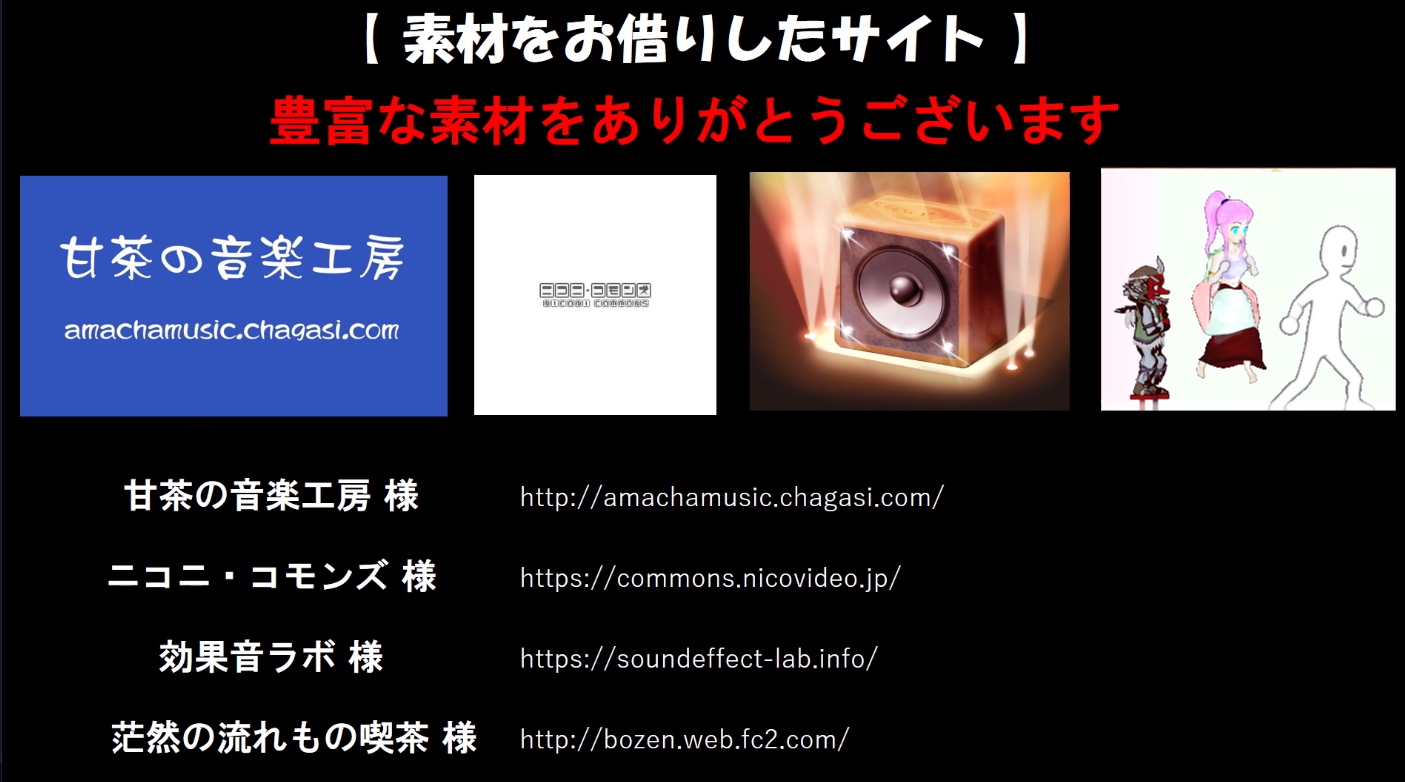 【 素材をお借りしたサイト 】
豊富な素材をありがとうございます
甘茶の音楽工房
amachamusic.chagasi.com
ニコニ・コモンズ
NICONI COMMONS
甘茶の音楽工房 様 http://amachamusic.chagasi.com/
ニコニ・コモンズ 様 https://commons.nicovideo.jp/
効果音ラボ 様 https://soundeffect-lab.info/
茫然の流れもの喫茶 様 http://bozen.web.fc2.com/